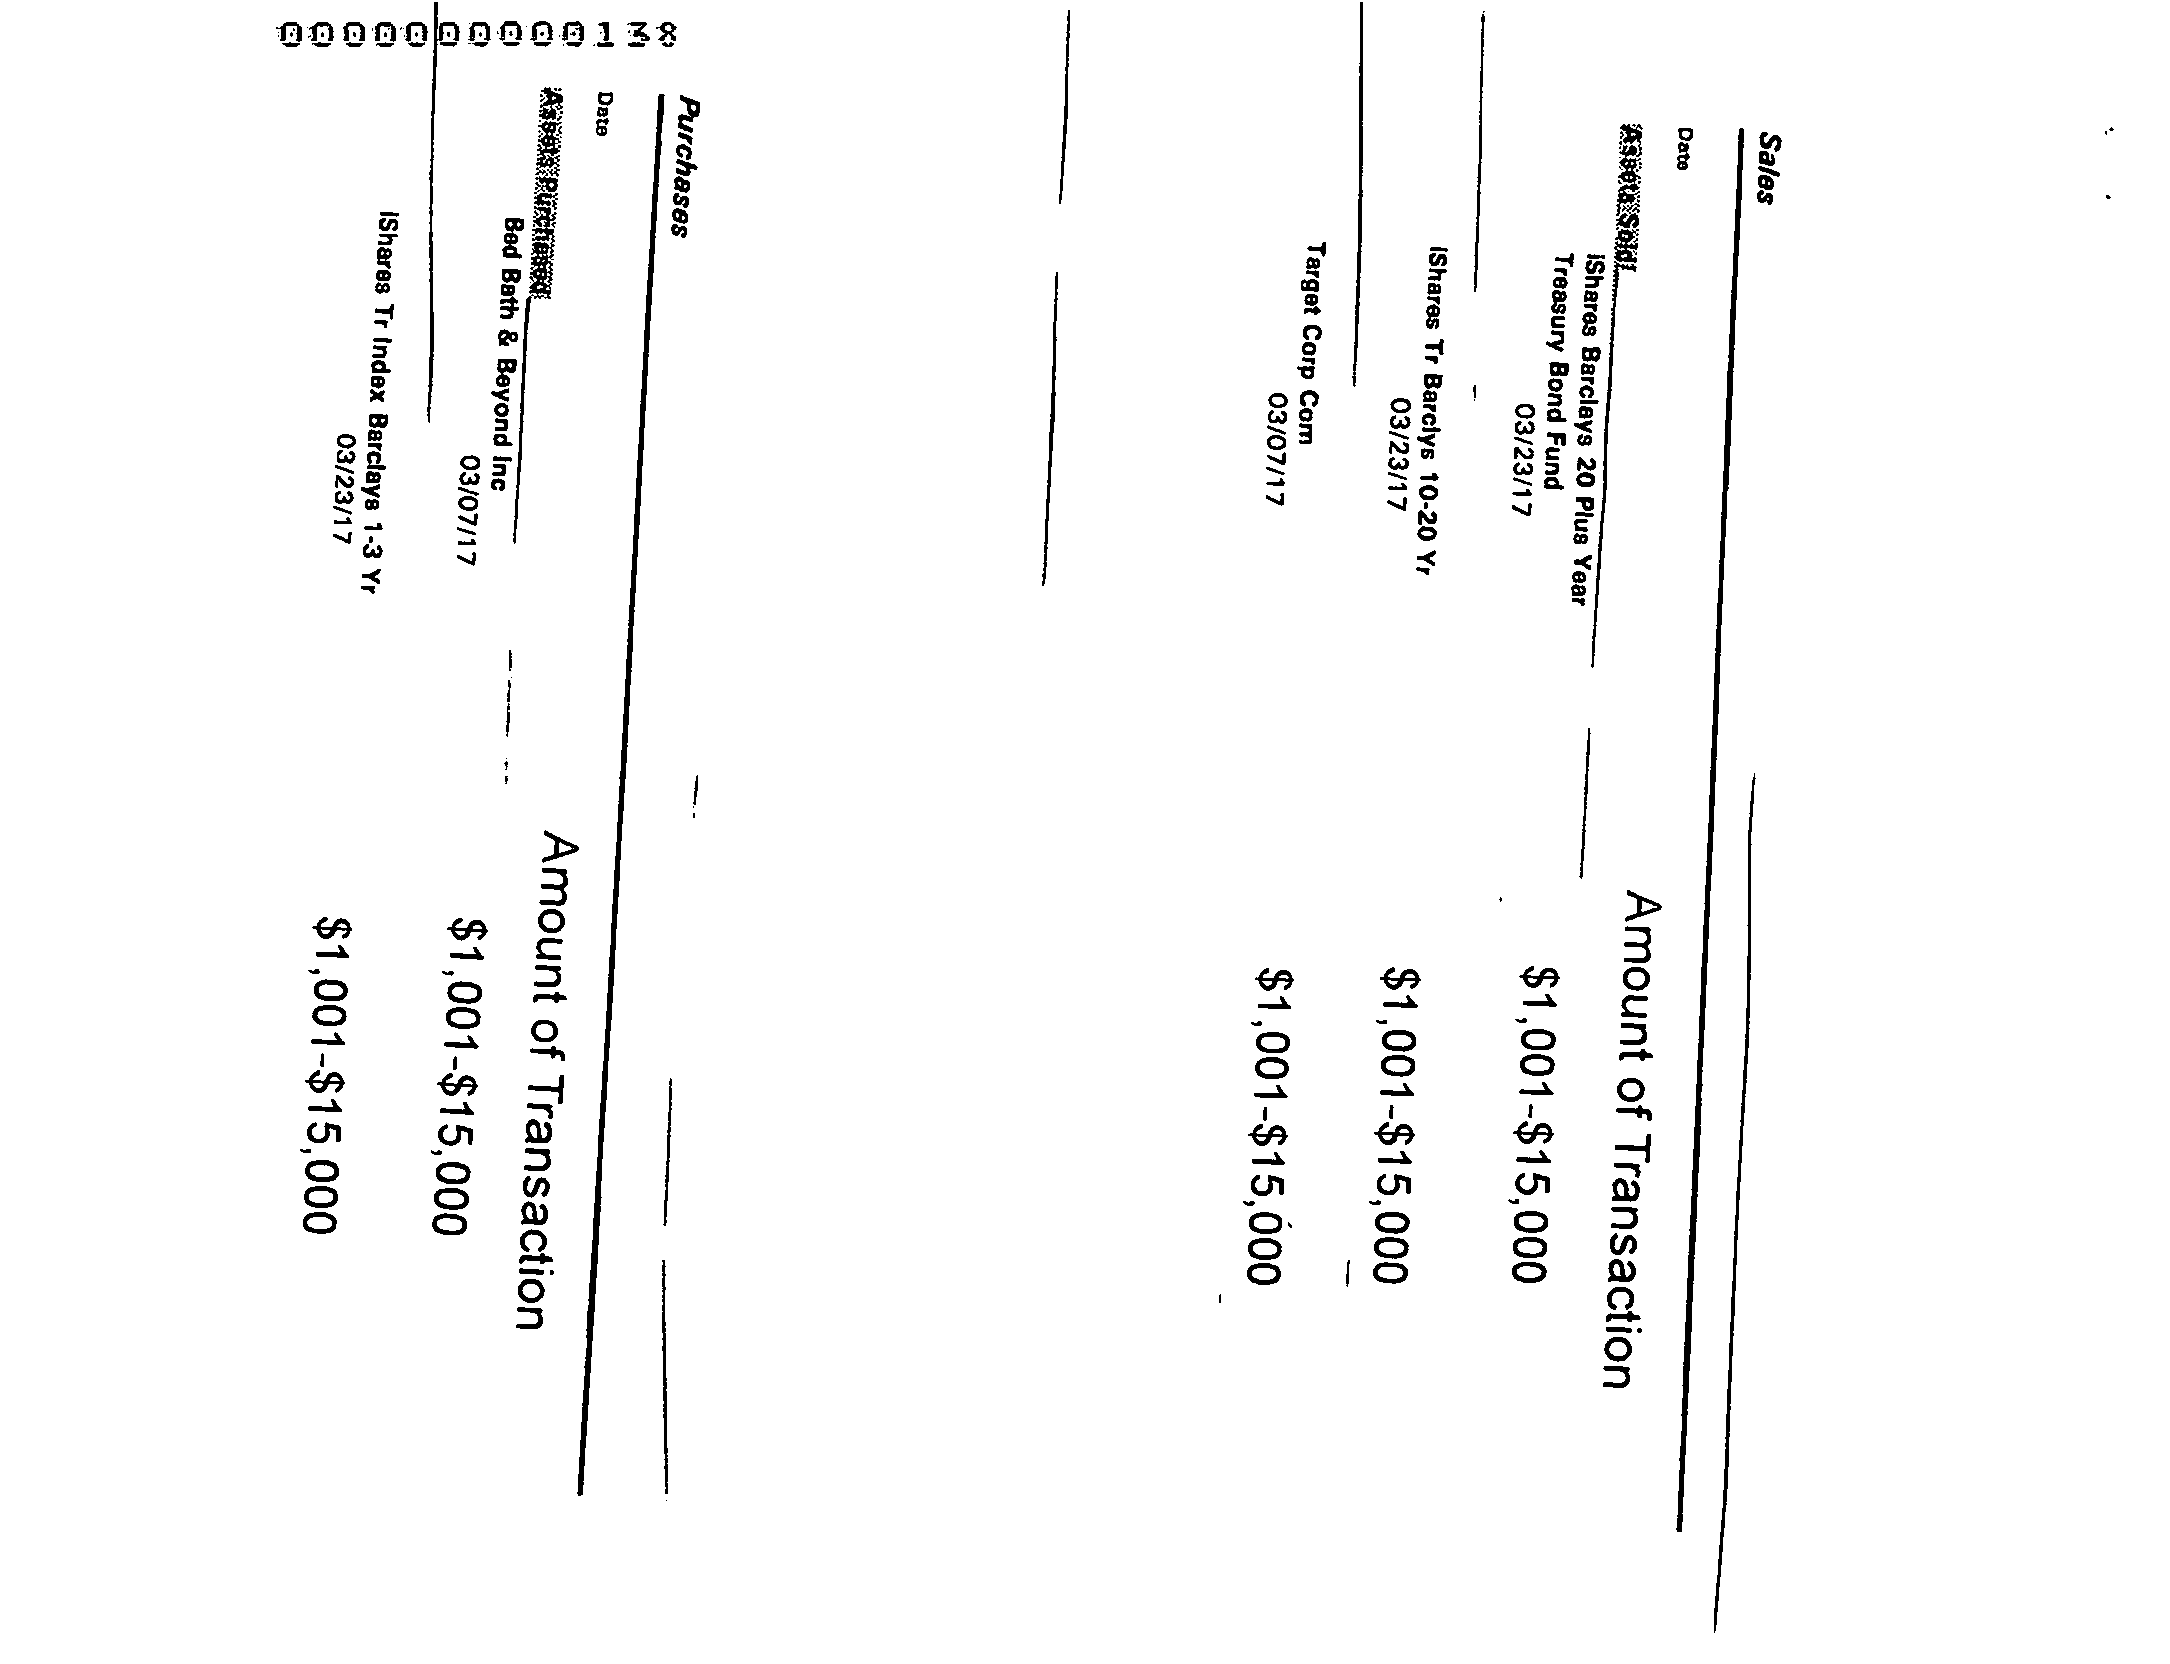 Sales
Date
Amount of Transaction
Assets Sold
IShares Barclays 20 Plus Year
Treasury Bond Fund
03/23/17 $1,001-$15,000
IShares Tr Barclys 10-20 Yr
03/23/17 $1,001-$15,000
Target Corp Com
03/07/17 $1,001-$15,000
Purchases
Date
Amount of Transaction
Assets Purchased
Bed Bath & Beyond Inc
03/07/17 $1,001-$15,000
IShares Tr Index Barclays 1-3 Yr
03/23/17 $1,001-$15,000